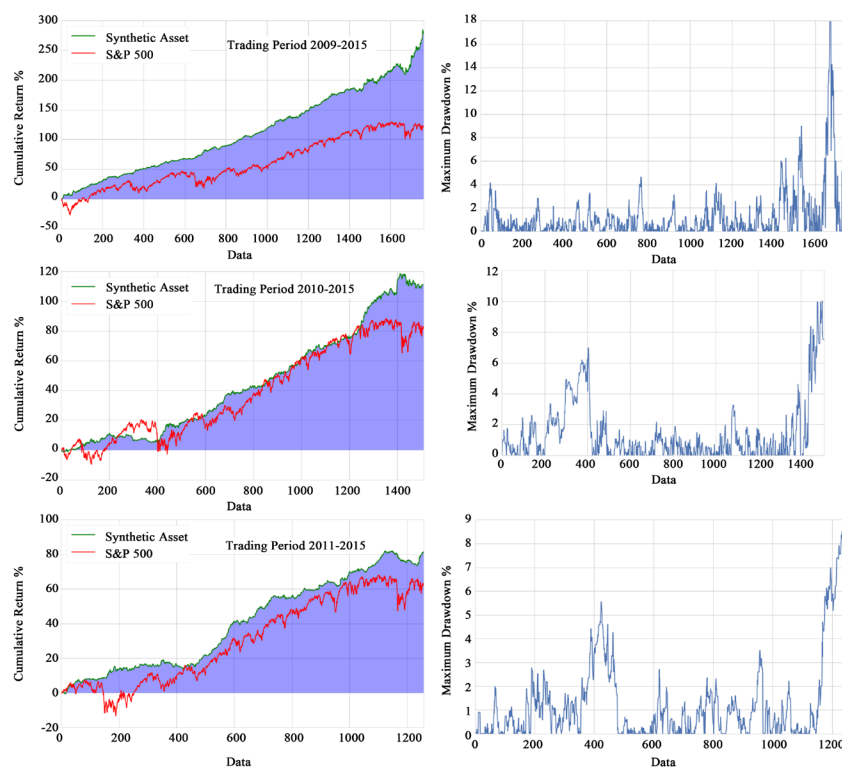 300
250
200
150
100
50
0
-50
Cumulative Return %
Synthetic Asset
S&P 500
Trading Period 2009-2015
0 200 400 600 800 1000 1200 1400 1600
Data
18
16
14
12
10
8
6
4
2
0
Maximum Drawdown %
0 200 400 600 800 1000 1200 1400 1600
Data
120
100
80
60
40
20
0
-20
Cumulative Return %
Synthetic Asset
S&P 500
Trading Period 2010-2015
0 200 400 600 800 1000 1200 1400
Data
12
10
8
6
4
2
0
Maximum Drawdown %
0 200 400 600 800 1000 1200 1400
Data
100
80
60
40
20
0
-20
Cumulative Return %
Synthetic Asset
S&P 500
Trading Period 2011-2015
0 200 400 600 800 1000 1200
Data
9
8
7
6
5
4
3
2
1
0
Maximum Drawdown %
0 200 400 600 800 1000 1200
Data